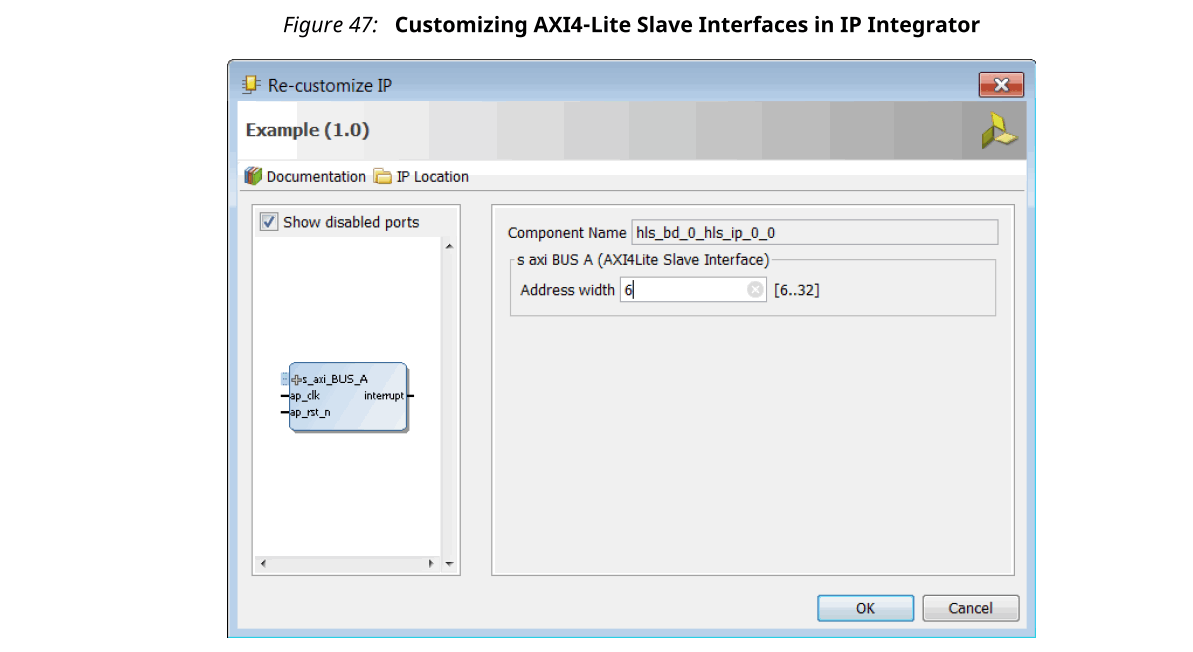 Figure 47: Customizing AXI4-Lite Slave Interfaces in IP Integrator
Re-customize IP
Example (1.0)
Documentation IP Location
Show disabled ports
s_axi_BUS_A
ap_clk interrupt
ap_rst_n
Component Name hls_bd_0_hls_ip_0_0
s axi BUS A (AXI4Lite Slave Interface)
Address width 6 [6..32]
OK Cancel